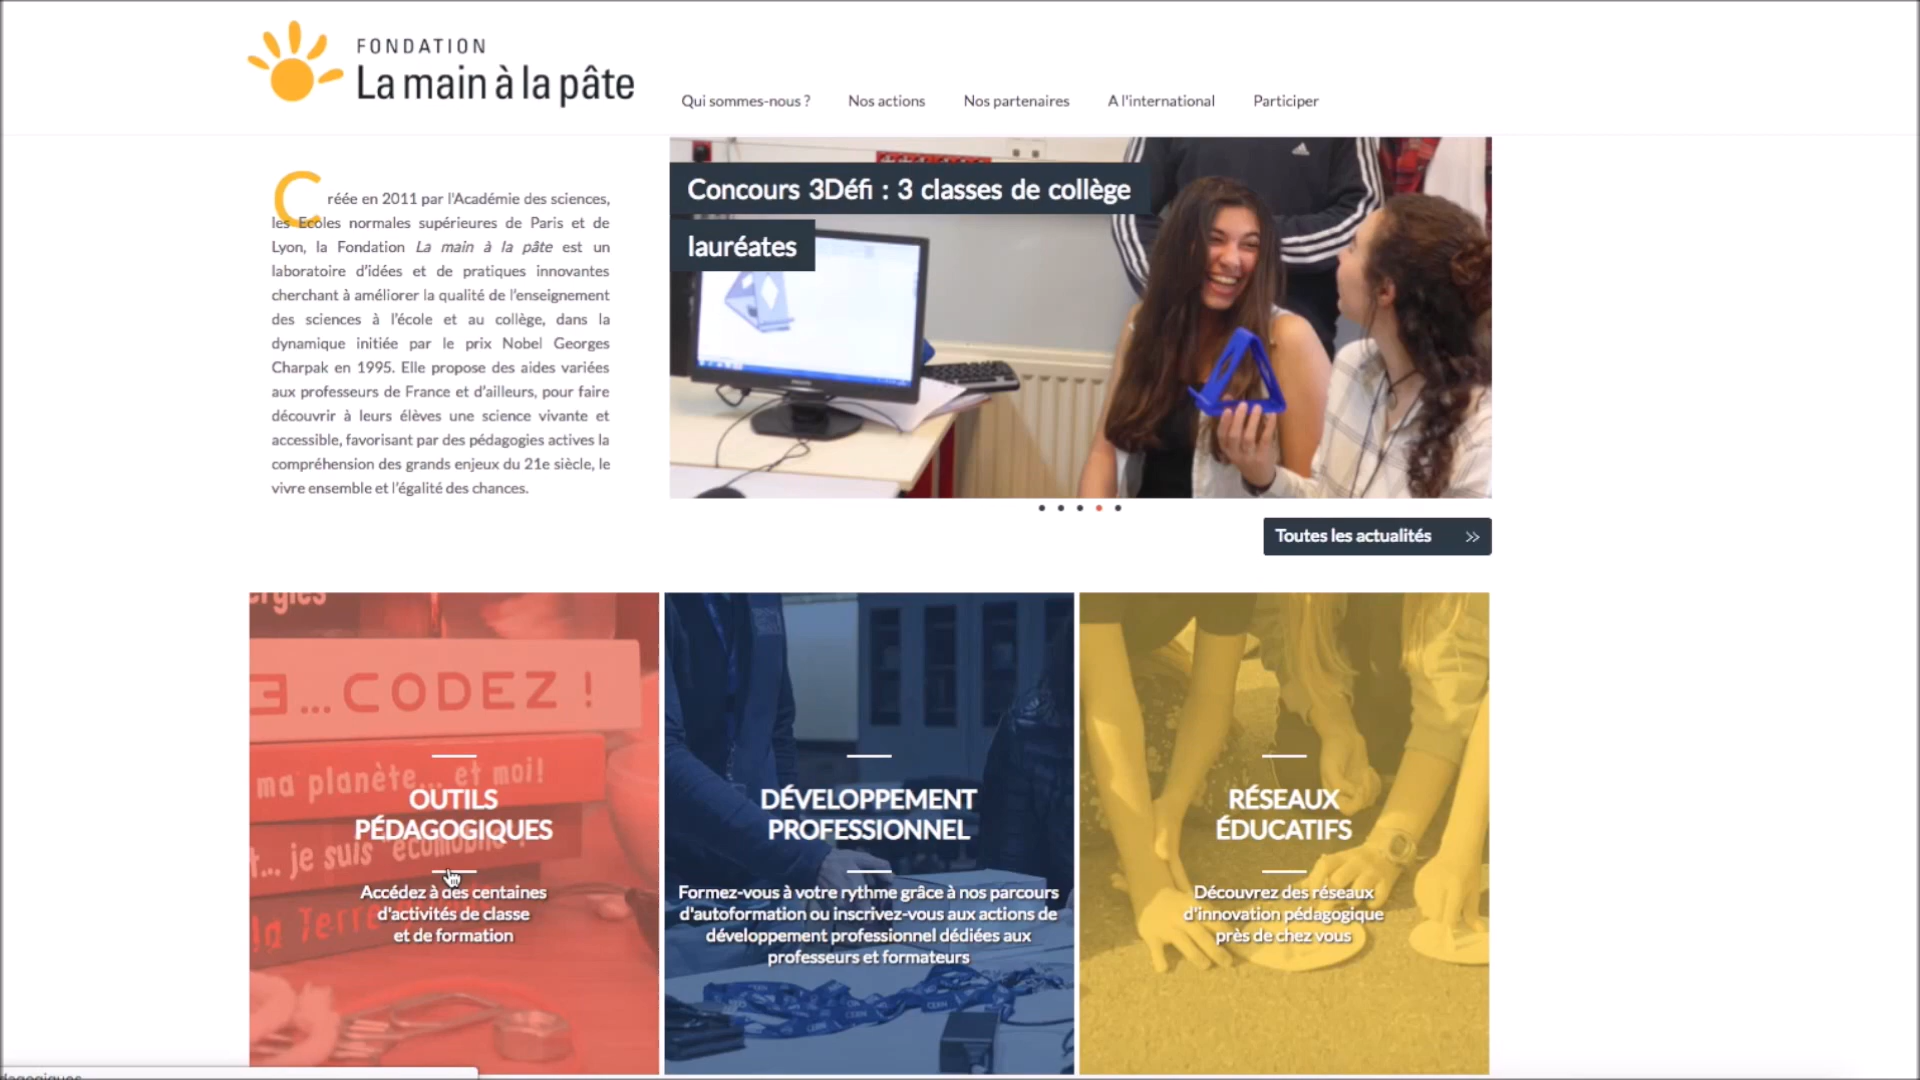 FONDATION
La main à la pâte
Qui sommes-nous ? Nos actions Nos partenaires A l'international Participer
Créée en 2011 par l'Académie des sciences,
les Ecoles normales supérieures de Paris et de
Lyon, la Fondation La main à la pâte est un
laboratoire d'idées et de pratiques innovantes
cherchant à améliorer la qualité de l'enseignement
des sciences à l'école et au collège, dans la
dynamique initiée par le prix Nobel Georges
Charpak en 1995. Elle propose des aides variées
aux professeurs de France et d'ailleurs, pour faire
découvrir à leurs élèves une science vivante et
accessible, favorisant par des pédagogies actives la
compréhension des grands enjeux du 21e siècle, le
vivre ensemble et l'égalité des chances.
Concours 3Défi : 3 classes de collège
lauréates
Toutes les actualités
...CODEZ !
ma planète... et moi!
OUTILS
PÉDAGOGIQUES
... je suis écomobile !
la Terre
Accédez à des centaines
d'activités de classe
et de formation
DÉVELOPPEMENT
PROFESSIONNEL
Formez-vous à votre rythme grâce à nos parcours
d'autoformation ou inscrivez-vous aux actions de
développement professionnel dédiées aux
professeurs et formateurs
CERN
CERN
RÉSEAUX
ÉDUCATIFS
Découvrez des réseaux
d'innovation pédagogique
près de chez vous